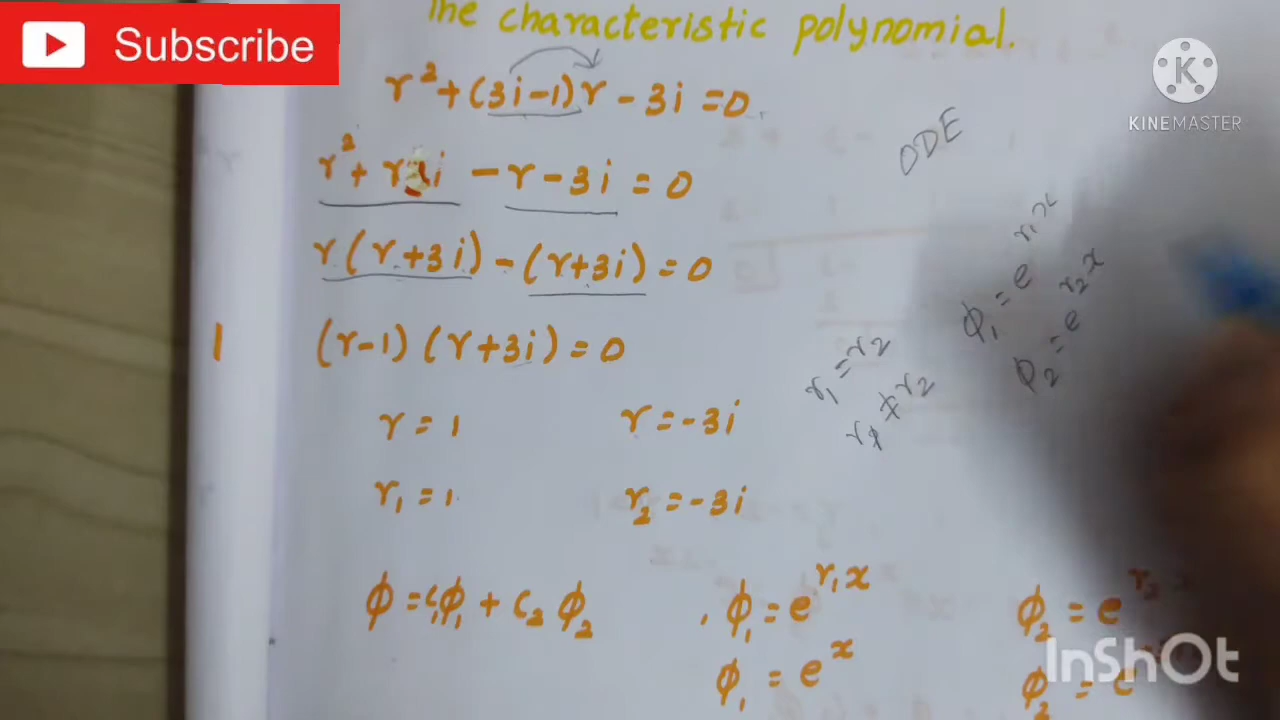 Subscribe
The characteristic polynomial.
K
KINEMASTER
r² + (3i-1)r - 3i = 0
ODE
r² + r3i - r - 3i = 0
r(r+3i) - (r+3i) = 0
ϕ₁ = e^r₁x
ϕ₂ = e^r₂x
1 (r-1)(r+3i) = 0
r₁ = r₂
r₁ ≠ r₂
r = 1 r = -3i
r₁ = 1 r₂ = -3i
ϕ = c₁ϕ₁ + c₂ϕ₂ ϕ₁ = e^r₁x ϕ₂ = e^r₂
ϕ₁ = e^x ϕ₂ = e
InShOt